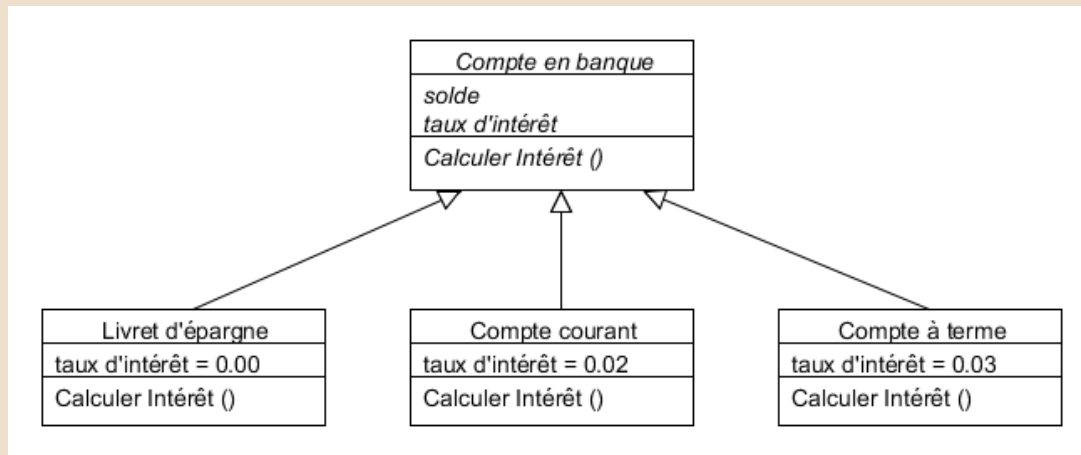 Compte en banque
solde
taux d'intérêt
Calculer Intérêt ()
Livret d'épargne
taux d'intérêt = 0.00
Calculer Intérêt ()
Compte courant
taux d'intérêt = 0.02
Calculer Intérêt ()
Compte à terme
taux d'intérêt = 0.03
Calculer Intérêt ()